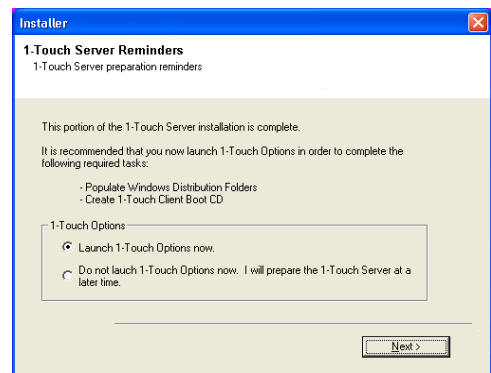 Installer
1-Touch Server Reminders
1-Touch Server preparation reminders
This portion of the 1-Touch Server installation is complete.
It is recommended that you now launch 1-Touch Options in order to complete the
following required tasks:
- Populate Windows Distribution Folders
- Create 1-Touch Client Boot CD
1-Touch Options
Launch 1-Touch Options now.
Do not lauch 1-Touch Options now.  I will prepare the 1-Touch Server at a
later time.
Next >